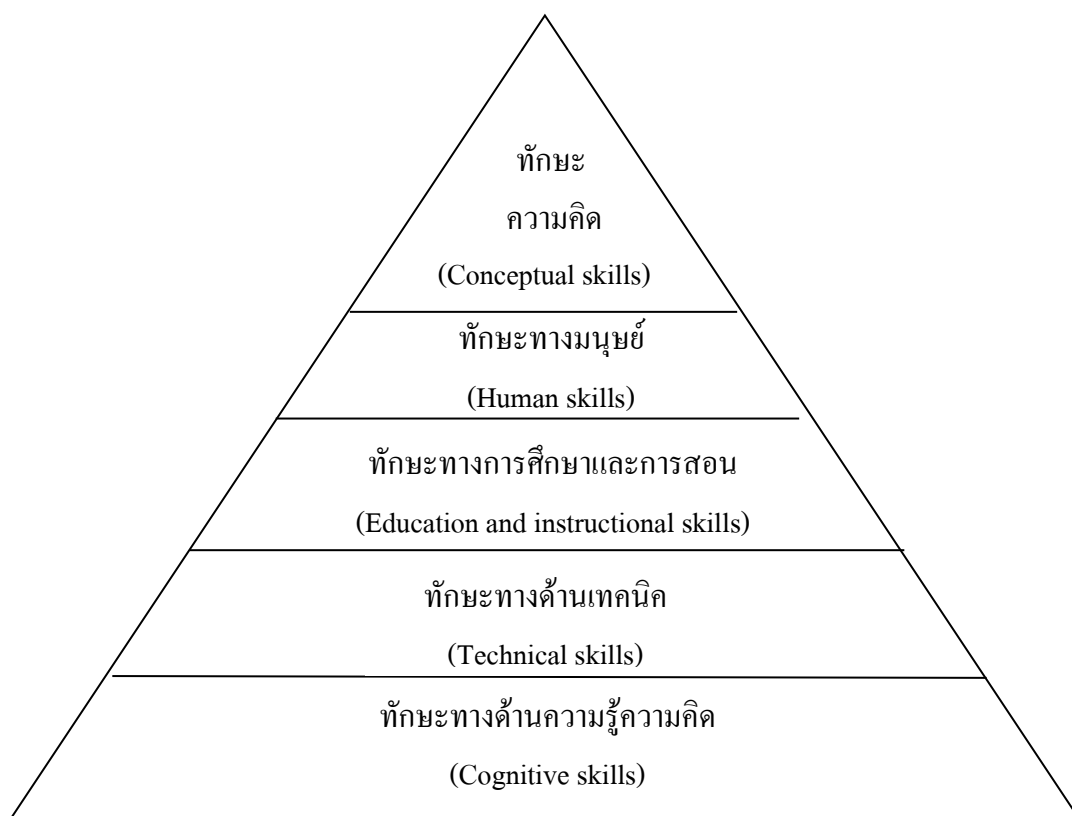 ทักษะ
ความคิด
(Conceptual skills)
ทักษะทางมนุษย์
(Human skills)
ทักษะทางการศึกษาและการสอน
(Education and instructional skills)
ทักษะทางด้านเทคนิค
(Technical skills)
ทักษะทางด้านความรู้ความคิด
(Cognitive skills)